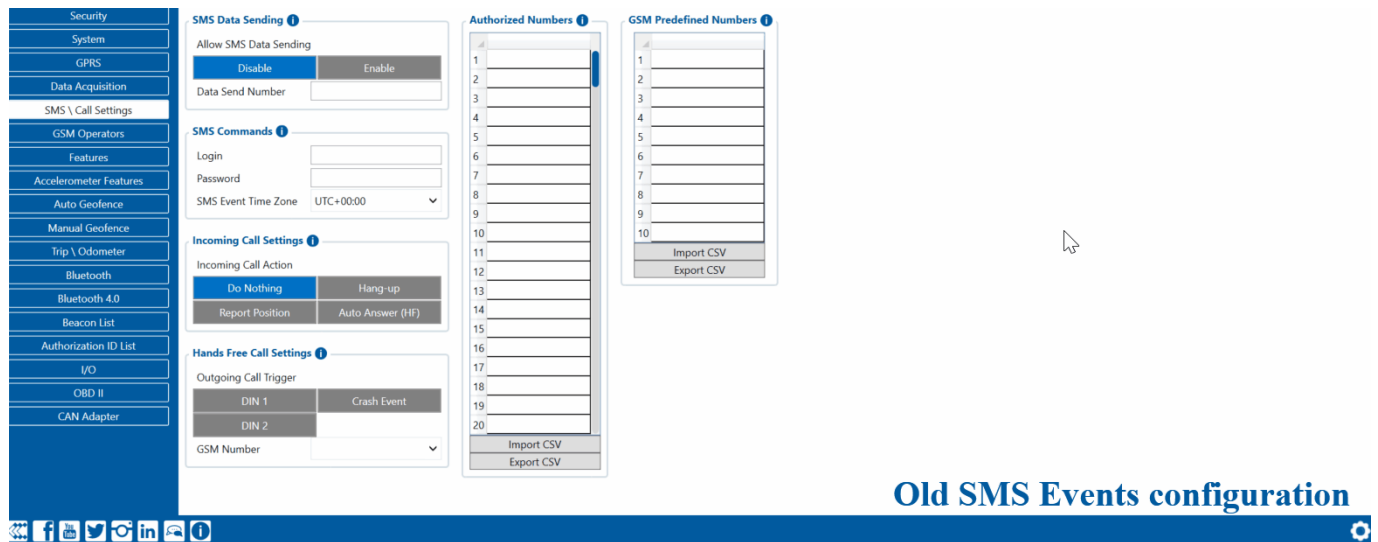 Security
System
GPRS
Data Acquisition
SMS \ Call Settings
GSM Operators
Features
Accelerometer Features
Auto Geofence
Manual Geofence
Trip \ Odometer
Bluetooth
Bluetooth 4.0
Beacon List
Authorization ID List
I/O
OBD II
CAN Adapter
SMS Data Sending i
Allow SMS Data Sending
Disable Enable
Data Send Number
SMS Commands i
Login
Password
SMS Event Time Zone UTC+00:00
Incoming Call Settings i
Incoming Call Action
Do Nothing Hang-up
Report Position Auto Answer (HF)
Hands Free Call Settings i
Outgoing Call Trigger
DIN 1 Crash Event
DIN 2
GSM Number
Authorized Numbers i
1
2
3
4
5
6
7
8
9
10
11
12
13
14
15
16
17
18
19
20
Import CSV
Export CSV
GSM Predefined Numbers i
1
2
3
4
5
6
7
8
9
10
Import CSV
Export CSV
Old SMS Events configuration
f You Tube in i